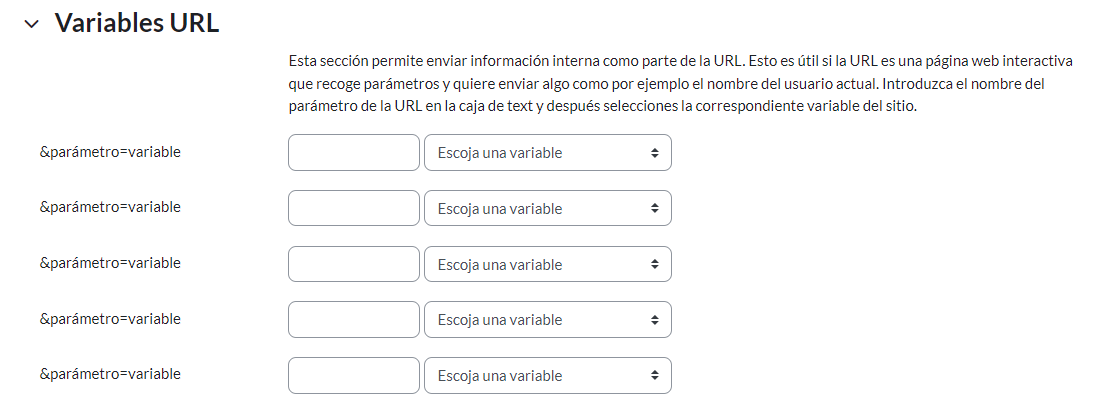 Variables URL
Esta sección permite enviar información interna como parte de la URL. Esto es útil si la URL es una página web interactiva
que recoge parámetros y quiere enviar algo como por ejemplo el nombre del usuario actual. Introduzca el nombre del
parámetro de la URL en la caja de text y después selecciones la correspondiente variable del sitio.
&parámetro=variable Escoja una variable
&parámetro=variable Escoja una variable
&parámetro=variable Escoja una variable
&parámetro=variable Escoja una variable
&parámetro=variable Escoja una variable